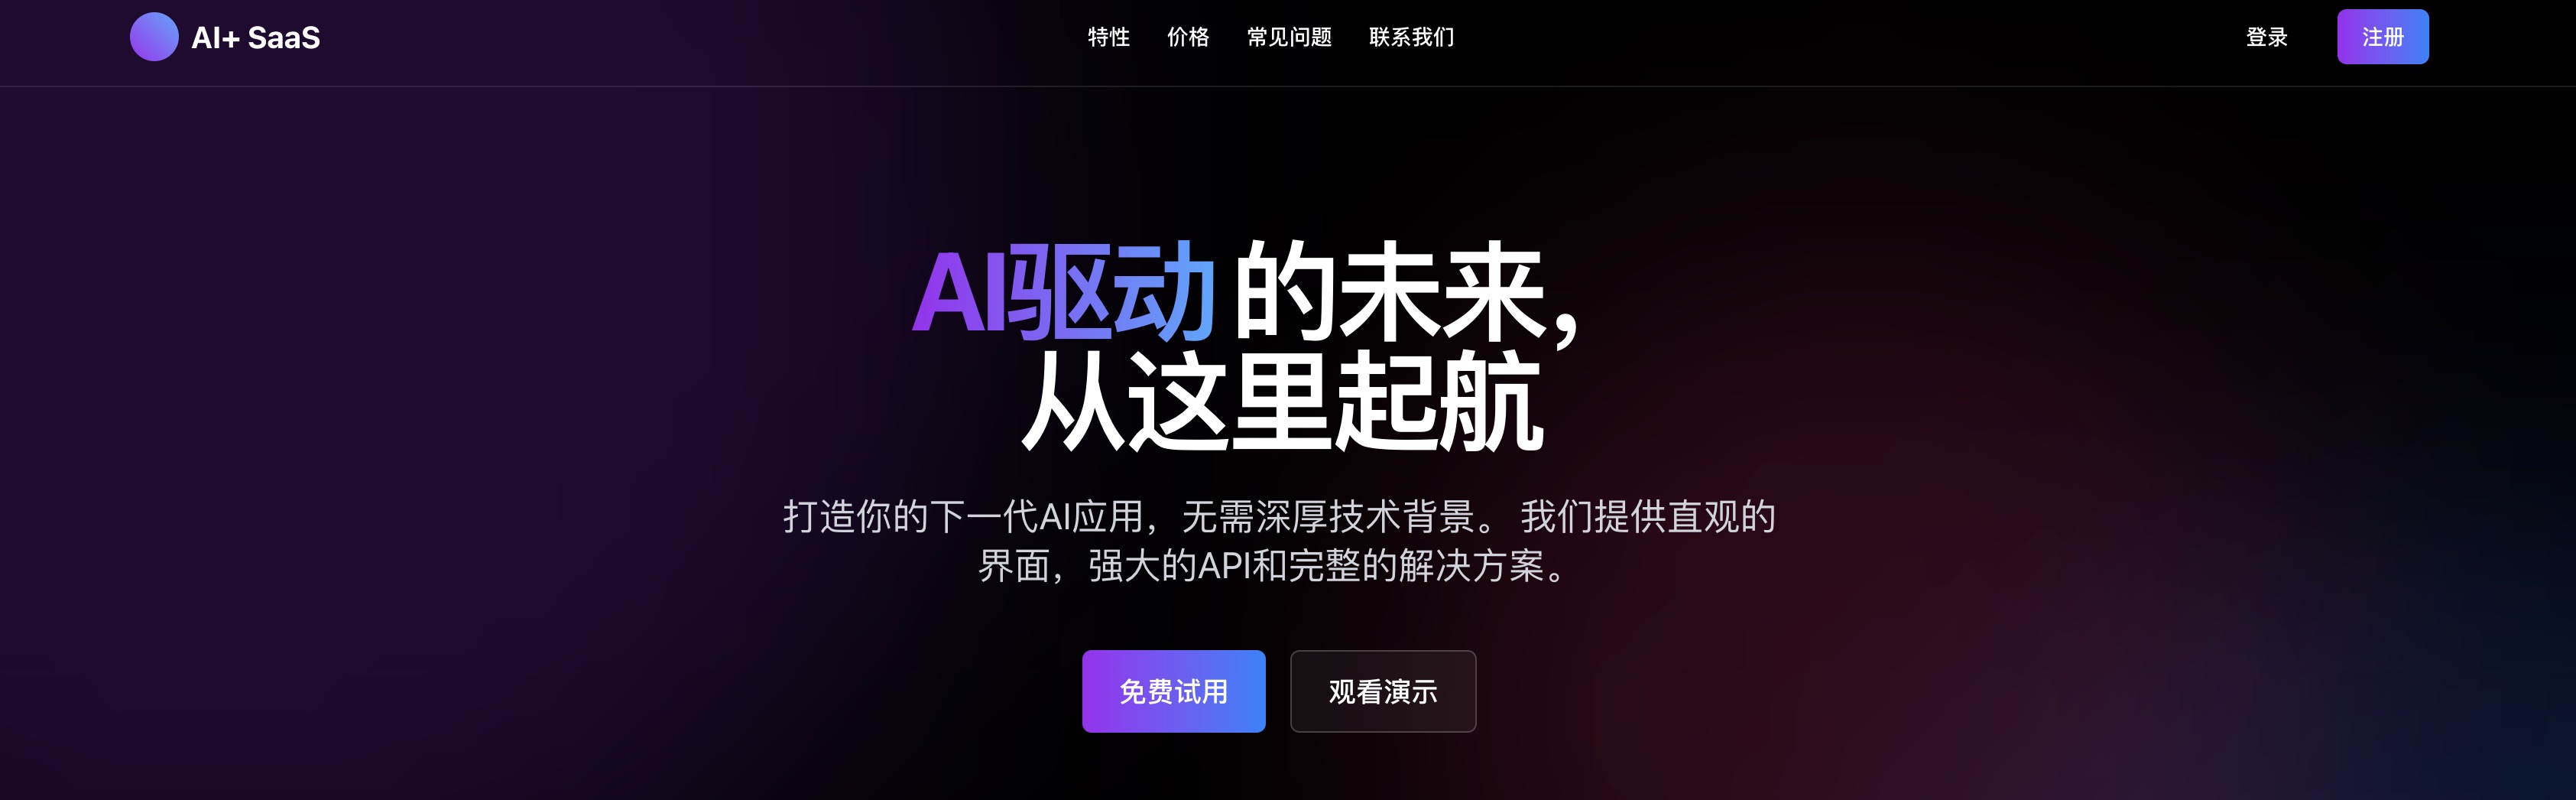 AI+ SaaS
特性
价格
常见问题
联系我们
登录
注册
AI驱动 的未来，
从这里起航
打造你的下一代AI应用，无需深厚技术背景。 我们提供直观的
界面，强大的API和完整的解决方案。
免费试用
观看演示